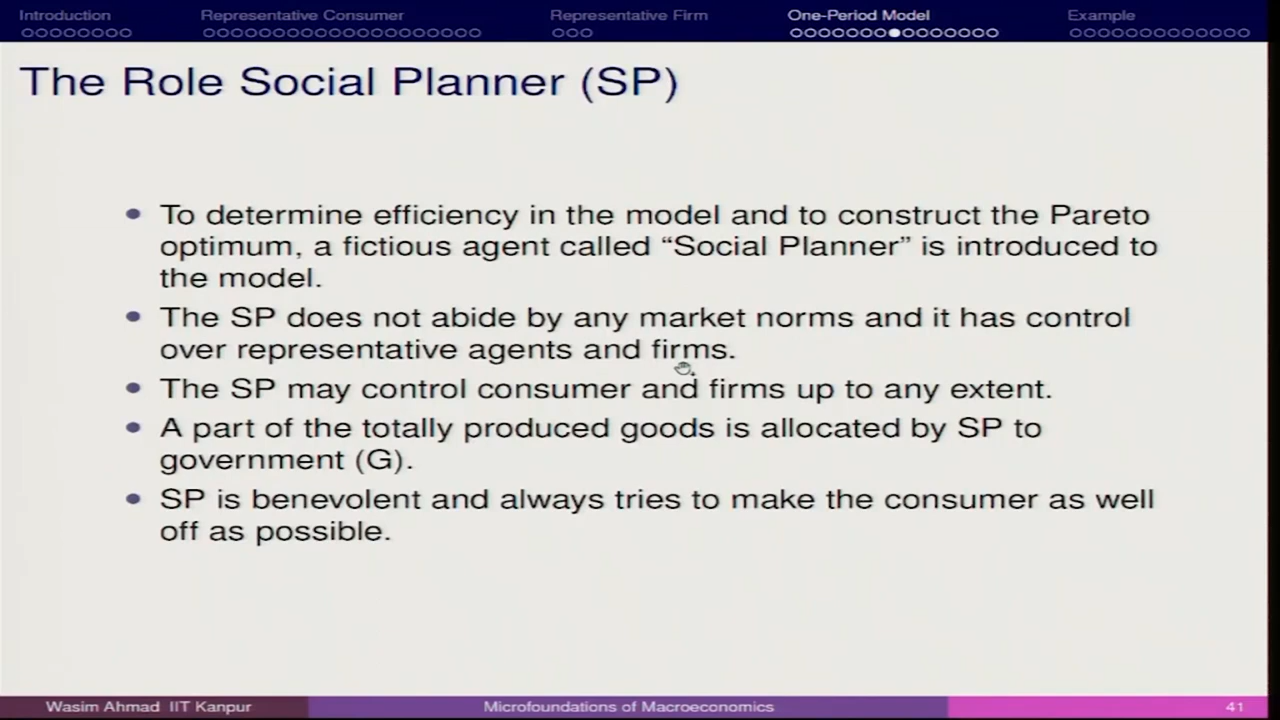 Introduction Representative Consumer Representative Firm One-Period Model Example
The Role Social Planner (SP)
To determine efficiency in the model and to construct the Pareto
optimum, a fictious agent called “Social Planner” is introduced to
the model.
The SP does not abide by any market norms and it has control
over representative agents and firms.
The SP may control consumer and firms up to any extent.
A part of the totally produced goods is allocated by SP to
government (G).
SP is benevolent and always tries to make the consumer as well
off as possible.
Wasim Ahmad IIT Kanpur Microfoundations of Macroeconomics 41